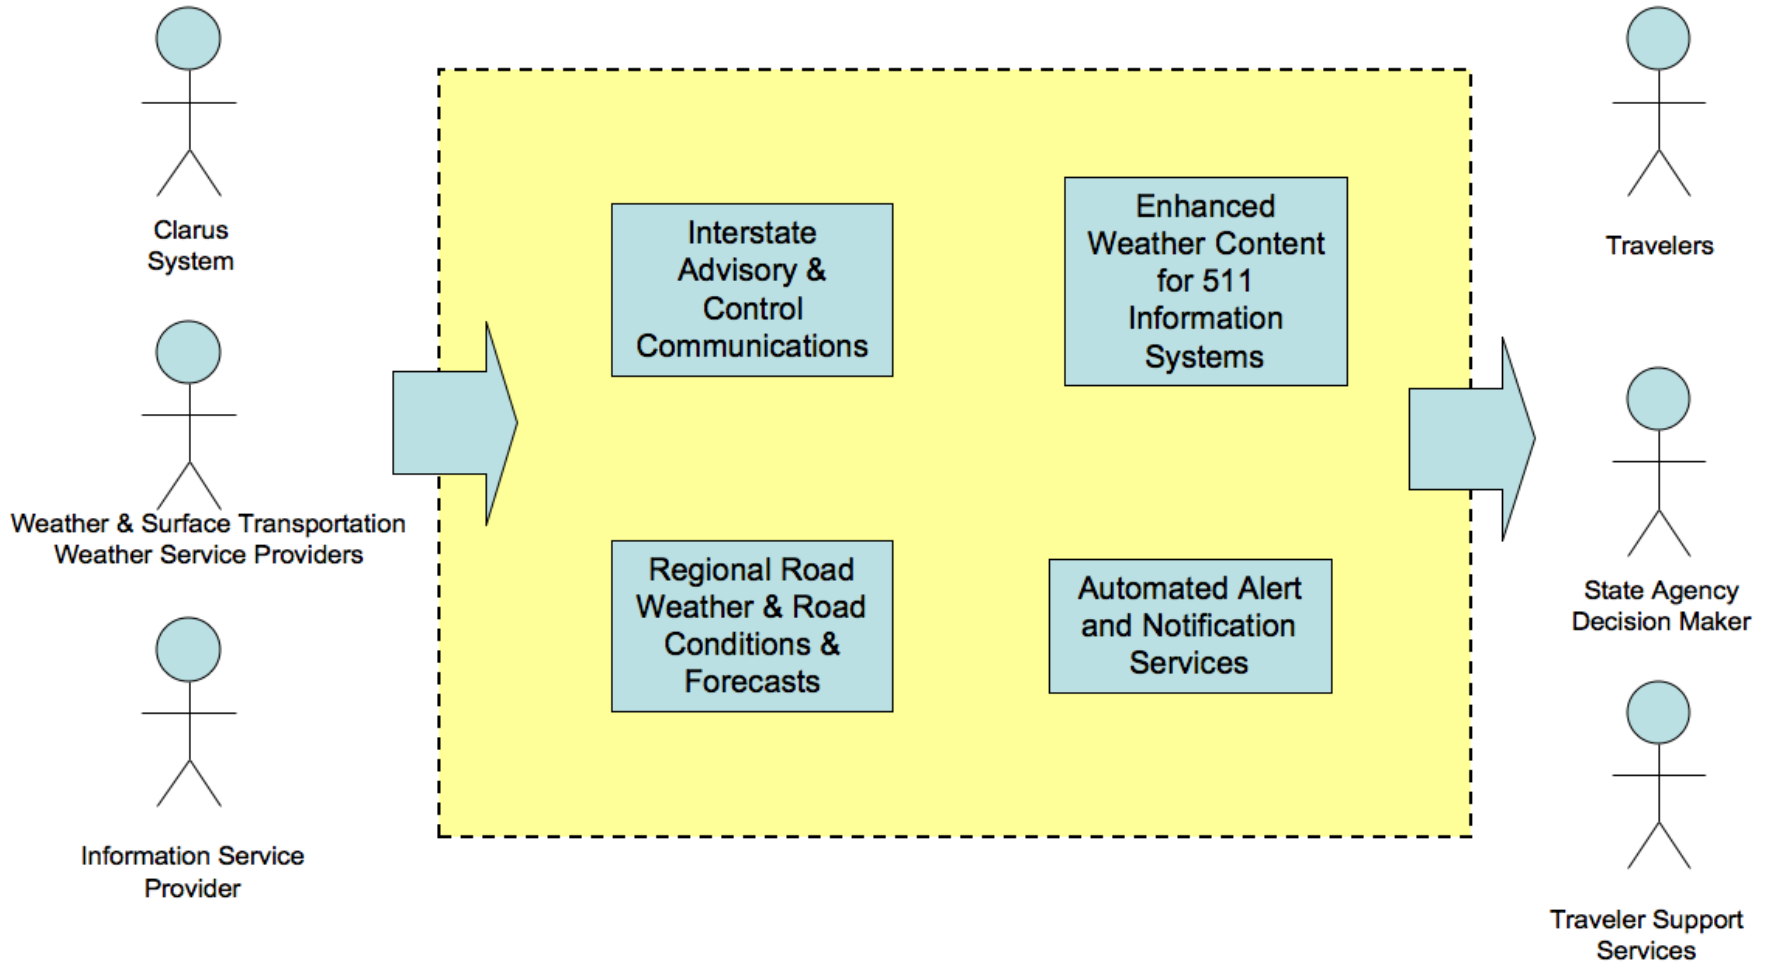 Clarus
System
Weather & Surface Transportation
Weather Service Providers
Information Service
Provider
Interstate
Advisory &
Control
Communications
Enhanced
Weather Content
for 511
Information
Systems
Regional Road
Weather & Road
Conditions &
Forecasts
Automated Alert
and Notification
Services
Travelers
State Agency
Decision Maker
Traveler Support
Services